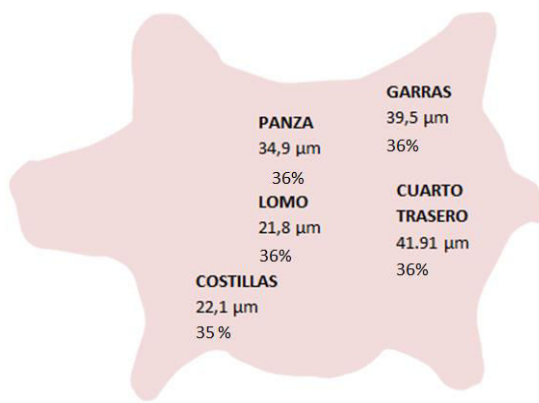 GARRAS
39,5 µm
36%
PANZA
34,9 µm
36%
LOMO
21,8 µm
36%
CUARTO
TRASERO
41.91 µm
36%
COSTILLAS
22,1 µm
35 %